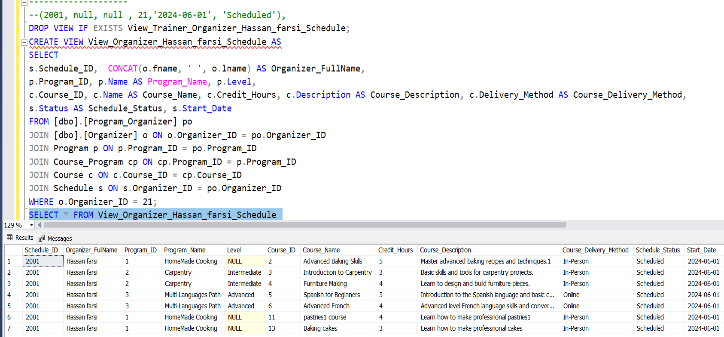 --------------------
--(2001, null, null , 21,'2024-06-01', 'Scheduled'),
DROP VIEW IF EXISTS View_Trainer_Organizer_Hassan_farsi_Schedule;
CREATE VIEW View_Organizer_Hassan_farsi_Schedule AS
SELECT
s.Schedule_ID,  CONCAT(o.fname, ' ', o.lname) AS Organizer_FullName,
p.Program_ID, p.Name AS Program_Name, p.Level,
c.Course_ID, c.Name AS Course_Name, c.Credit_Hours, c.Description AS Course_Description, c.Delivery_Method AS Course_Delivery_Method,
s.Status AS Schedule_Status, s.Start_Date
FROM [dbo].[Program_Organizer] po
JOIN [dbo].[Organizer] o ON o.Organizer_ID = po.Organizer_ID
JOIN Program p ON p.Program_ID = po.Program_ID
JOIN Course_Program cp ON cp.Program_ID = p.Program_ID
JOIN Course c ON c.Course_ID = cp.Course_ID
JOIN Schedule s ON s.Organizer_ID = po.Organizer_ID
WHERE o.Organizer_ID = 21;
SELECT * FROM View_Organizer_Hassan_farsi_Schedule
129 %
Results Messages
Schedule_ID Organizer_FullName Program_ID Program_Name Level Course_ID Course_Name Credit_Hours Course_Description Course_Delivery_Method Schedule_Status Start_Date
1 2001 Hassan farsi 1 HomeMade Cooking NULL 2 Advanced Baking Skills 5 Master advanced baking recipes and techniques.1 In-Person Scheduled 2024-06-01
2 2001 Hassan farsi 2 Carpentry Intermediate 3 Introduction to Carpentry 3 Basic skills and tools for carpentry projects. In-Person Scheduled 2024-06-01
3 2001 Hassan farsi 2 Carpentry Intermediate 4 Furniture Making 4 Learn to design and build furniture pieces. In-Person Scheduled 2024-06-01
4 2001 Hassan farsi 3 Multi Languages Path Advanced 5 Spanish for Beginners 3 Introduction to the Spanish language and basic c... Online Scheduled 2024-06-01
5 2001 Hassan farsi 3 Multi Languages Path Advanced 6 Advanced French 4 Advanced level French language skills and conver... Online Scheduled 2024-06-01
6 2001 Hassan farsi 1 HomeMade Cooking NULL 11 pastries1 course 4 Learn how to make professional pastries1 In-Person Scheduled 2024-06-01
7 2001 Hassan farsi 1 HomeMade Cooking NULL 13 Baking cakes 3 Learn how to make professional cakes In-Person Scheduled 2024-06-01